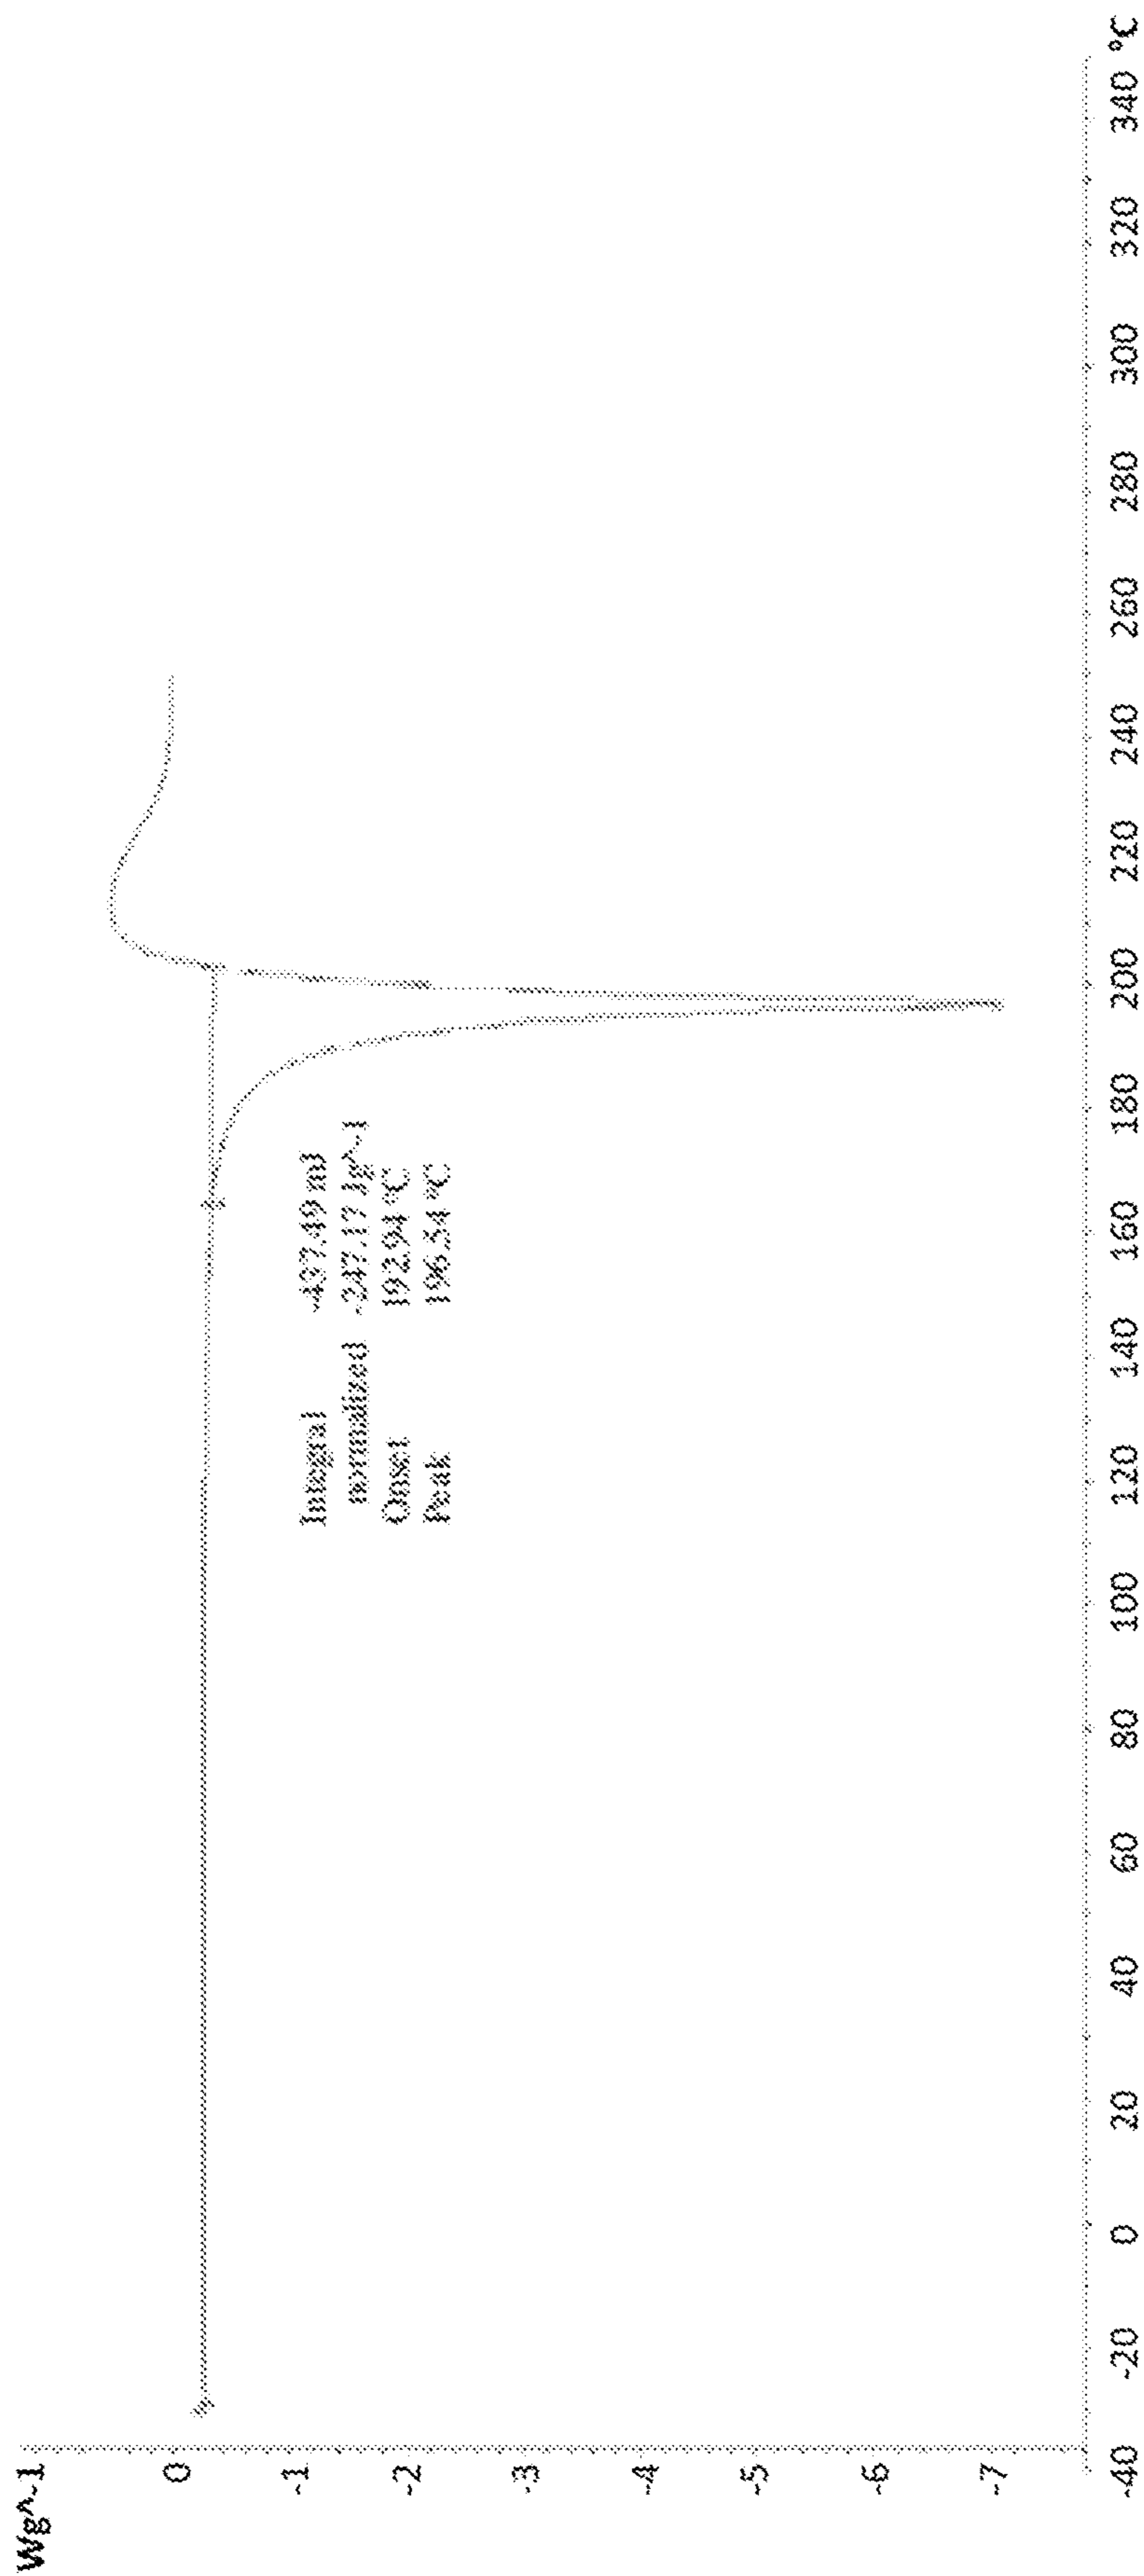 Wg^-1
0
-1
-2
-3
-4
-5
-6
-7
Integral -437.49 mJ
normalized -247.17 Jg^-1
Onset 192.94 °C
Peak 196.54 °C
-40 -20 0 20 40 60 80 100 120 140 160 180 200 220 240 260 280 300 320 340 °C